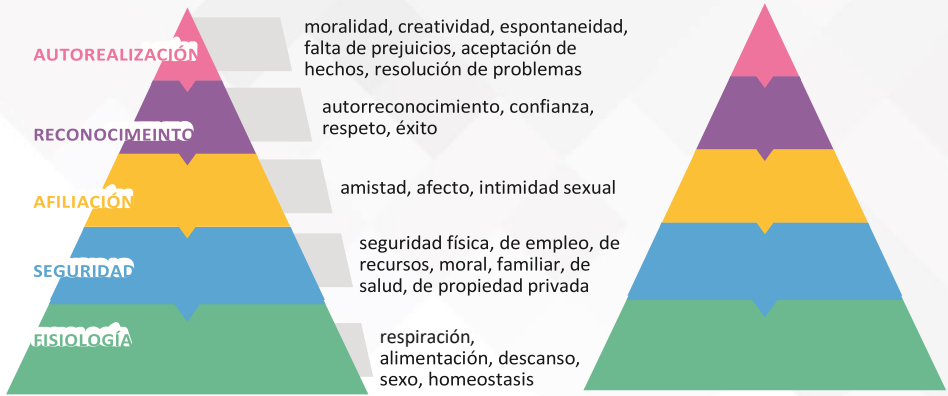 AUTOREALIZACIÓN
moralidad, creatividad, espontaneidad,
falta de prejuicios, aceptación de
hechos, resolución de problemas
RECONOCIMEINTO
autorreconocimiento, confianza,
respeto, éxito
AFILIACIÓN
amistad, afecto, intimidad sexual
SEGURIDAD
seguridad física, de empleo, de
recursos, moral, familiar, de
salud, de propiedad privada
FISIOLOGÍA
respiración,
alimentación, descanso,
sexo, homeostasis